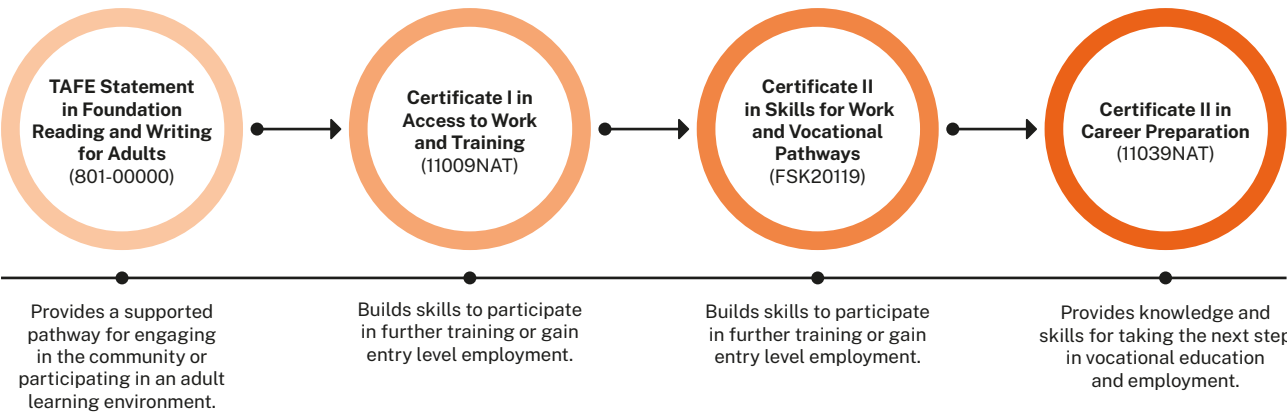 TAFE Statement
in Foundation
Reading and Writing
for Adults
(801-00000)
Certificate I in
Access to Work
and Training
(11009NAT)
Certificate II
in Skills for Work
and Vocational
Pathways
(FSK20119)
Certificate II in
Career Preparation
(11039NAT)
Provides a supported
pathway for engaging
in the community or
participating in an adult
learning environment.
Builds skills to participate
in further training or gain
entry level employment.
Builds skills to participate
in further training or gain
entry level employment.
Provides knowledge and
skills for taking the next step
in vocational education
and employment.